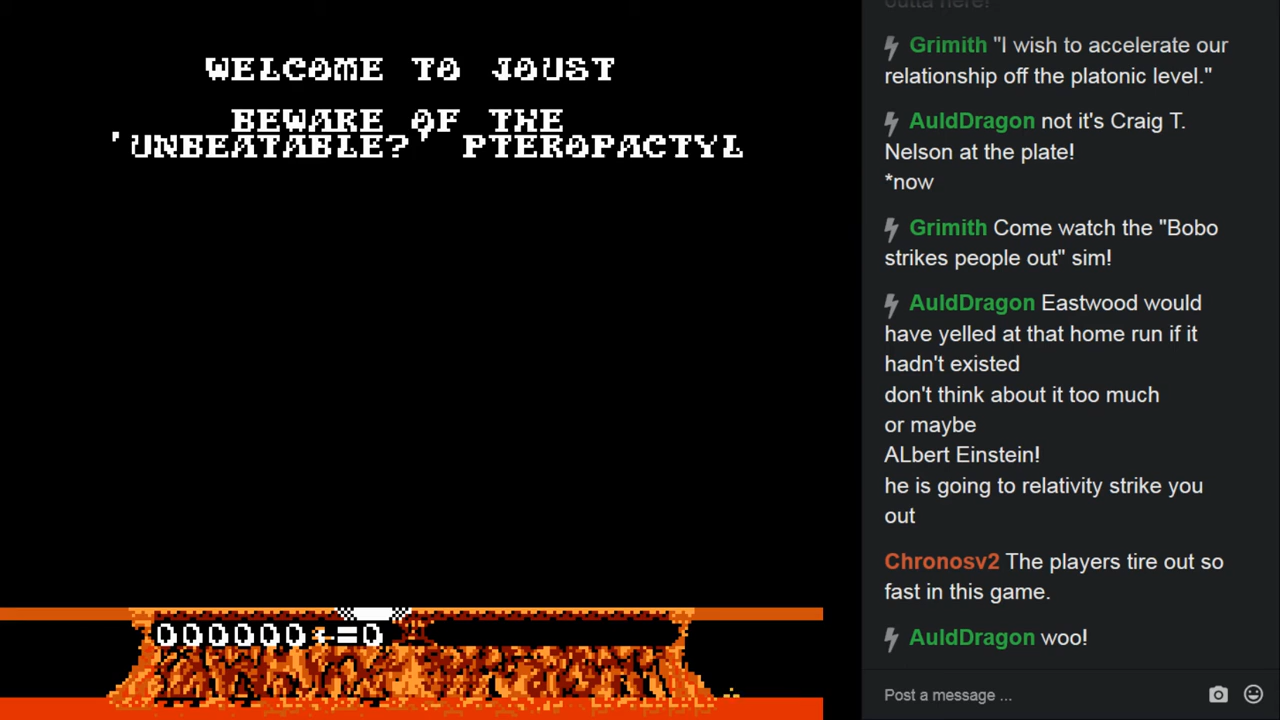 WELCOME TO JOUST
BEWARE OF THE
'UNBEATABLE?' PTEROPACTYL
000000 =0
outta here!
Grimith "I wish to accelerate our
relationship off the platonic level."
AuldDragon not it's Craig T.
Nelson at the plate!
*now
Grimith Come watch the "Bobo
strikes people out" sim!
AuldDragon Eastwood would
have yelled at that home run if it
hadn't existed
don't think about it too much
or maybe
ALbert Einstein!
he is going to relativity strike you
out
Chronosv2 The players tire out so
fast in this game.
AuldDragon woo!
Post a message ...